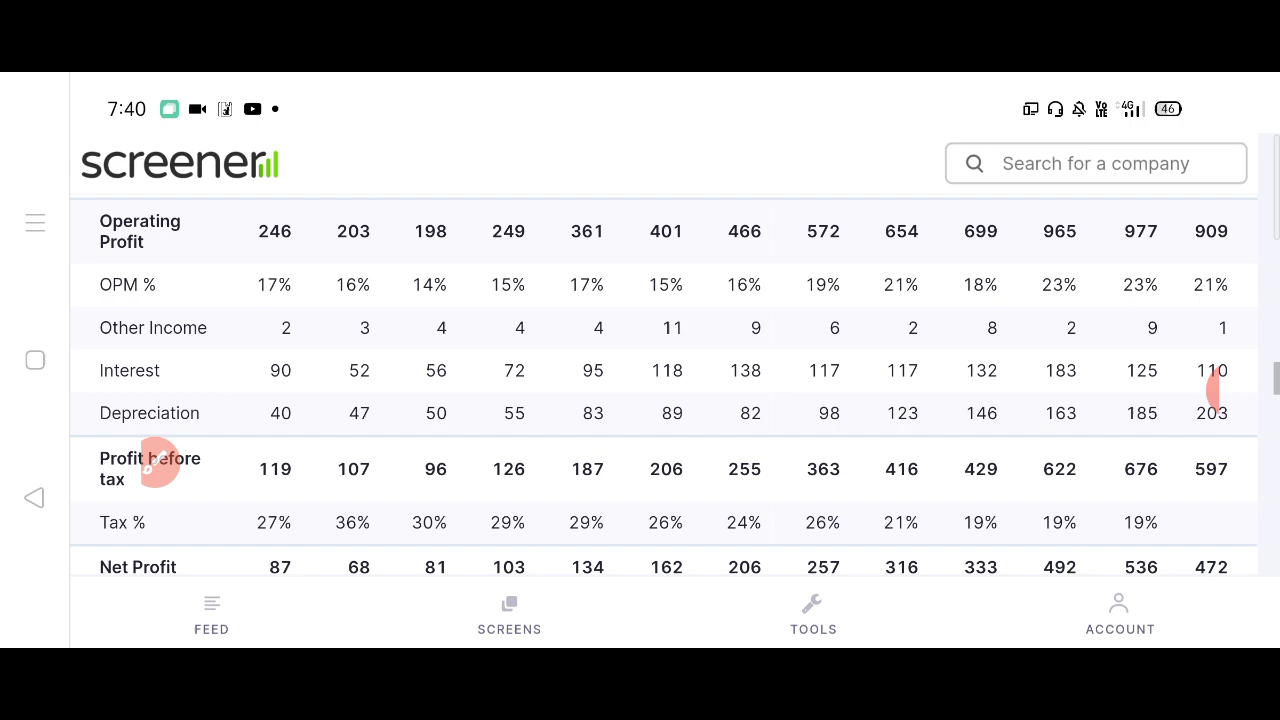 7:40 Vo LTE 4G 46
screener Search for a company
Operating Profit 246 203 198 249 361 401 466 572 654 699 965 977 909
OPM % 17% 16% 14% 15% 17% 15% 16% 19% 21% 18% 23% 23% 21%
Other Income 2 3 4 4 4 11 9 6 2 8 2 9 1
Interest 90 52 56 72 95 118 138 117 117 132 183 125 110
Depreciation 40 47 50 55 83 89 82 98 123 146 163 185 203
Profit before tax 119 107 96 126 187 206 255 363 416 429 622 676 597
Tax % 27% 36% 30% 29% 29% 26% 24% 26% 21% 19% 19% 19%
Net Profit 87 68 81 103 134 162 206 257 316 333 492 536 472
FEED SCREENS TOOLS ACCOUNT